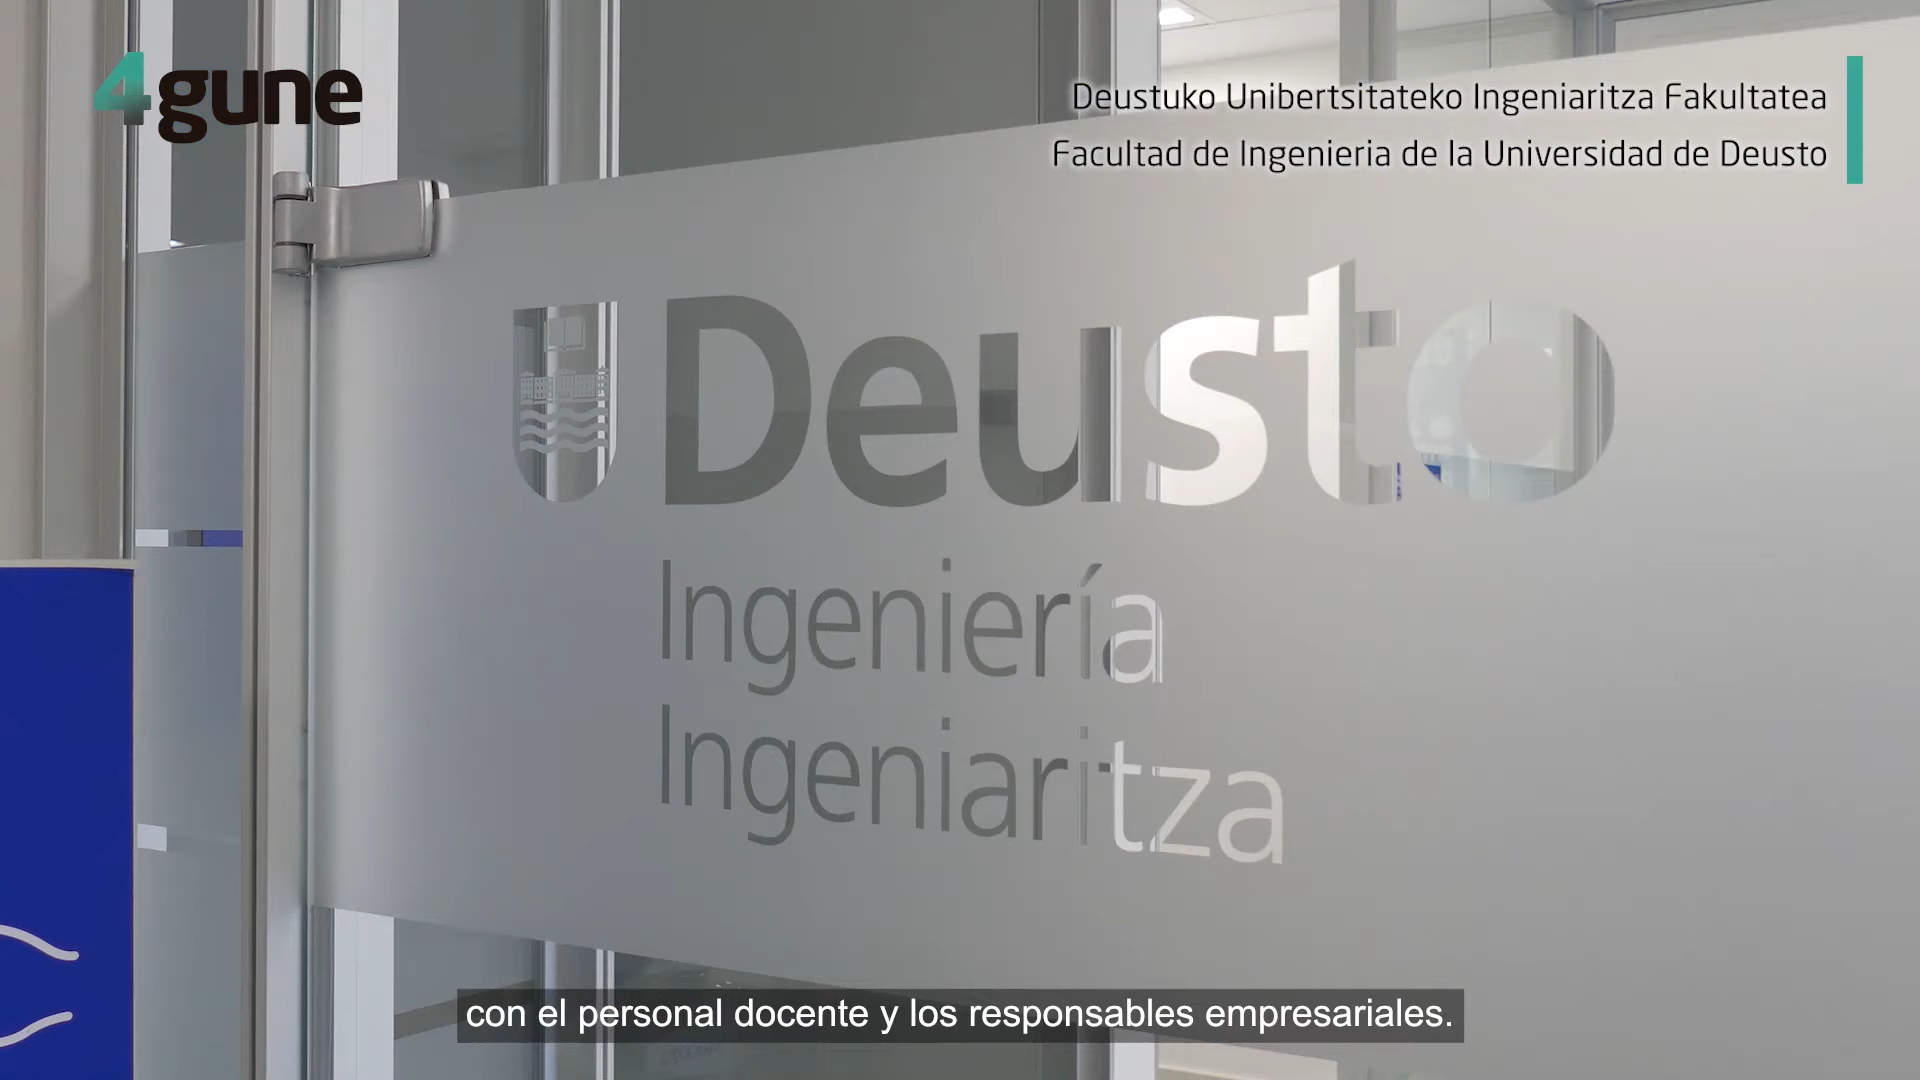 4gune
Deustuko Unibertsitateko Ingeniaritza Fakultatea
Facultad de Ingenieria de la Universidad de Deusto
Deusto
Ingeniería
Ingeniaritza
con el personal docente y los responsables empresariales.